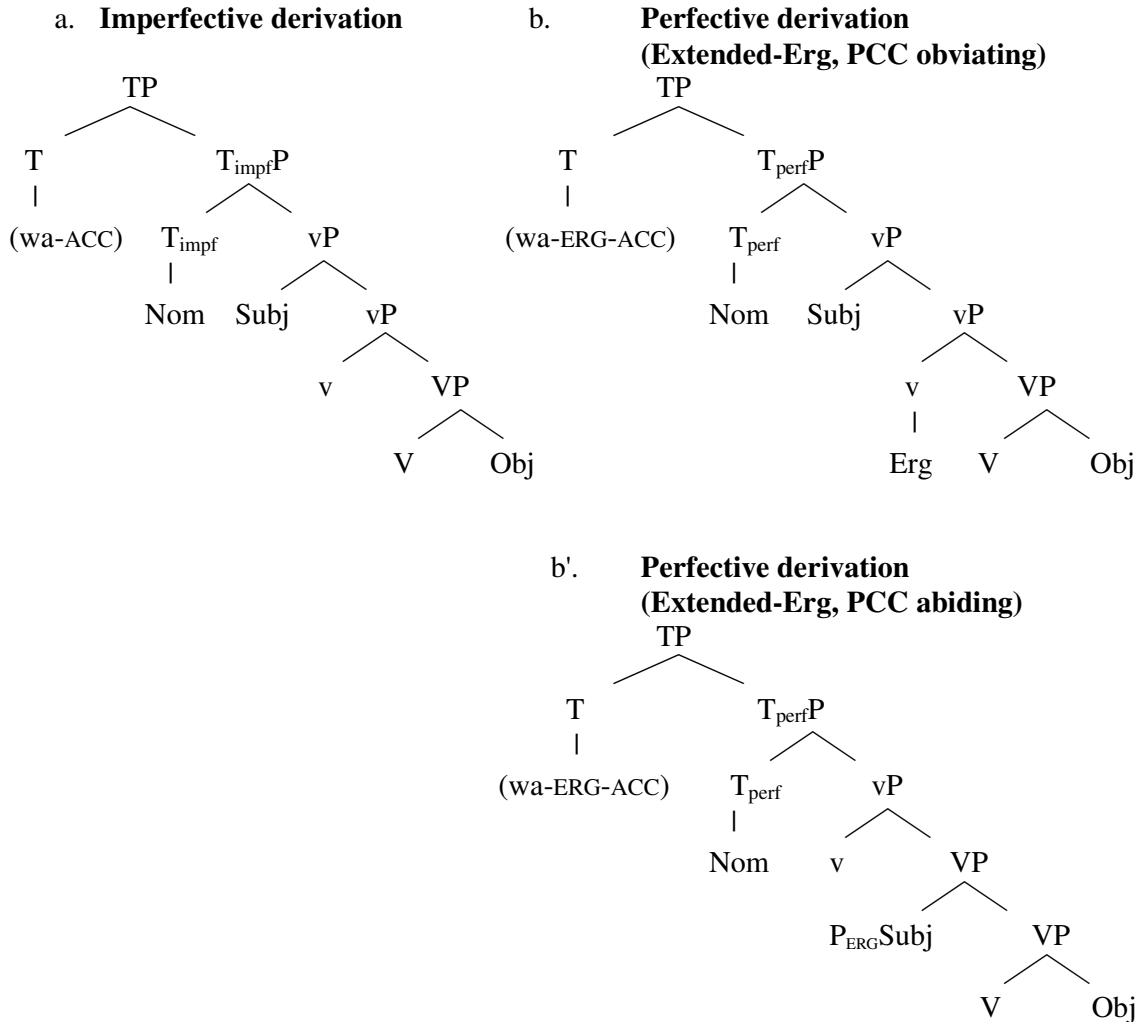 a. Imperfective derivation
b. Perfective derivation
(Extended-Erg, PCC obviating)
TP
TP
T
TimpfP
T
TperfP
(wa-ACC)
Timpf
vP
(wa-ERG-ACC)
Tperf
vP
Nom
Subj
vP
Nom
Subj
vP
v
VP
v
VP
V
Obj
Erg
V
Obj
b'. Perfective derivation
(Extended-Erg, PCC abiding)
TP
T
TperfP
(wa-ERG-ACC)
Tperf
vP
Nom
v
VP
PERGSubj
VP
V
Obj